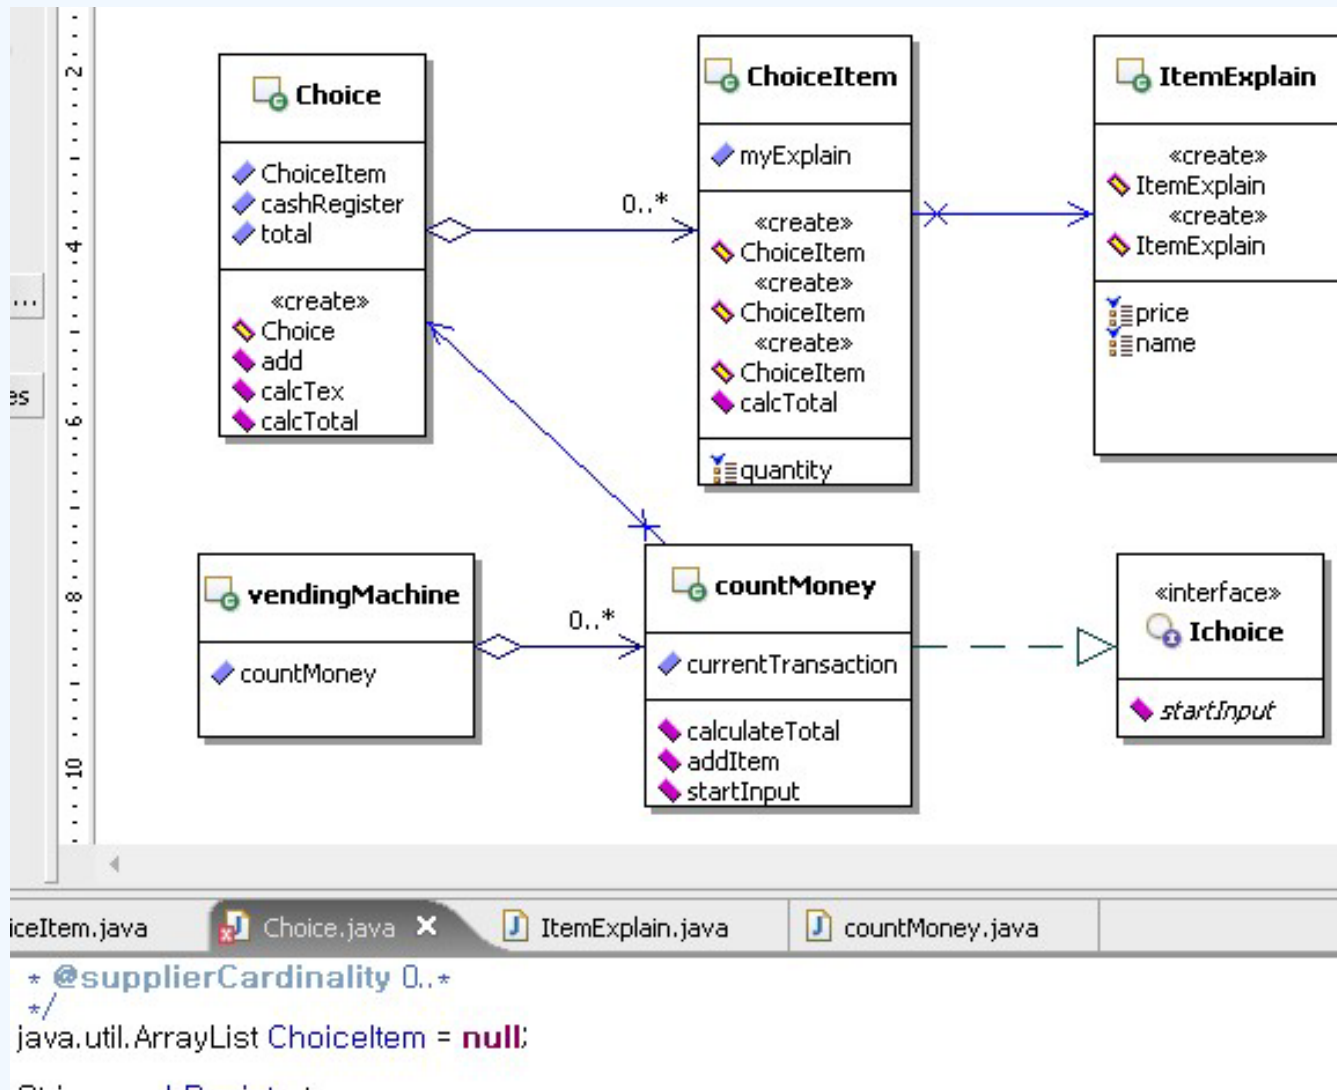 2
4
6
8
10
...
es
Choice
ChoiceItem
cashRegister
total
«create»
Choice
add
calcTex
calcTotal
0..*
ChoiceItem
myExplain
«create»
ChoiceItem
«create»
ChoiceItem
«create»
ChoiceItem
calcTotal
quantity
ItemExplain
«create»
ItemExplain
«create»
ItemExplain
price
name
vendingMachine
countMoney
0..*
countMoney
currentTransaction
calculateTotal
addItem
startInput
«interface»
Ichoice
startInput
iceItem.java
Choice.java
ItemExplain.java
countMoney.java
* @supplierCardinality 0..*
*/
java.util.ArrayList ChoiceItem = null;